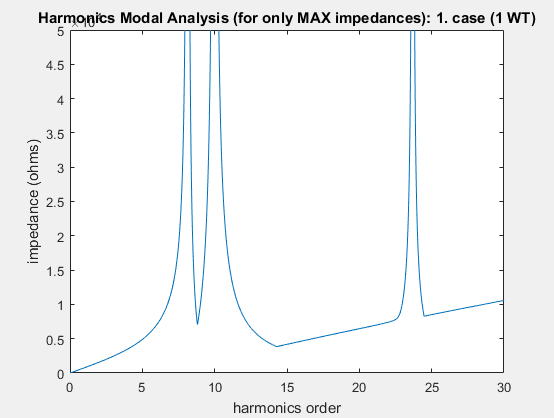 Harmonics Modal Analysis (for only MAX impedances): 1. case (1 WT)
5
4.5
4
3.5
3
2.5
2
1.5
1
0.5
0
impedance (ohms)
0 5 10 15 20 25 30
harmonics order